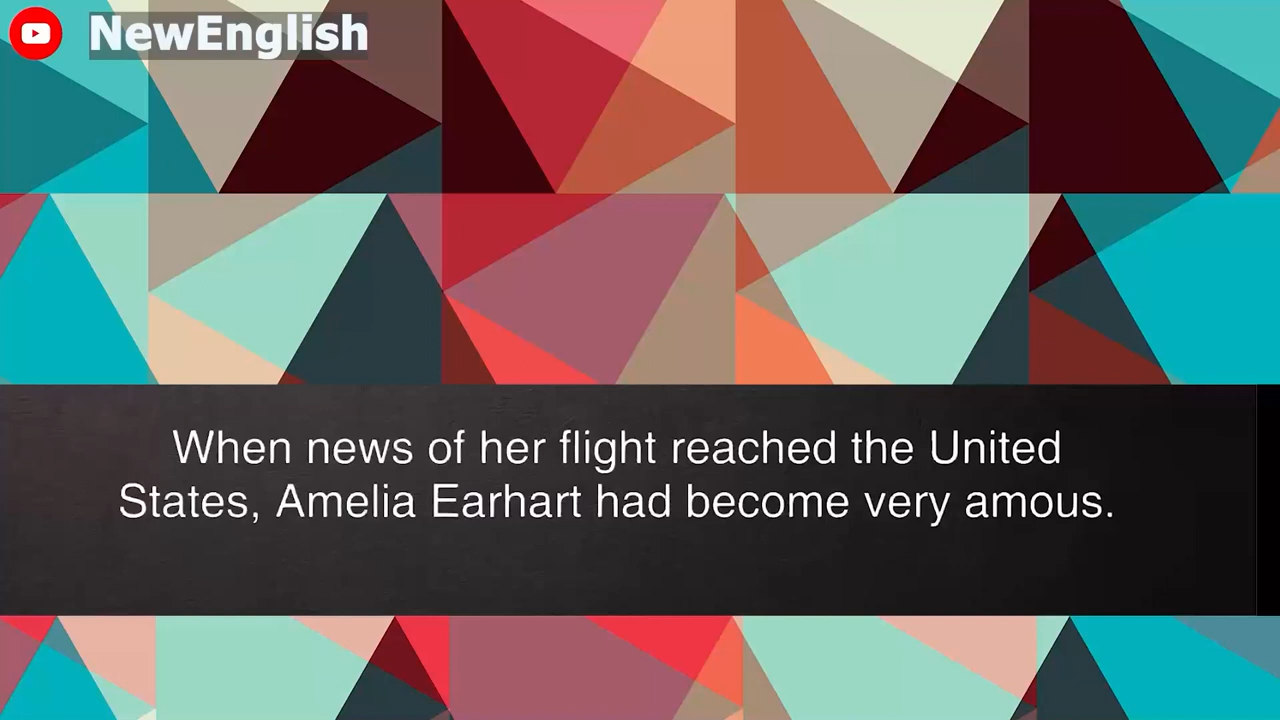 NewEnglish
When news of her flight reached the United
States, Amelia Earhart had become very amous.